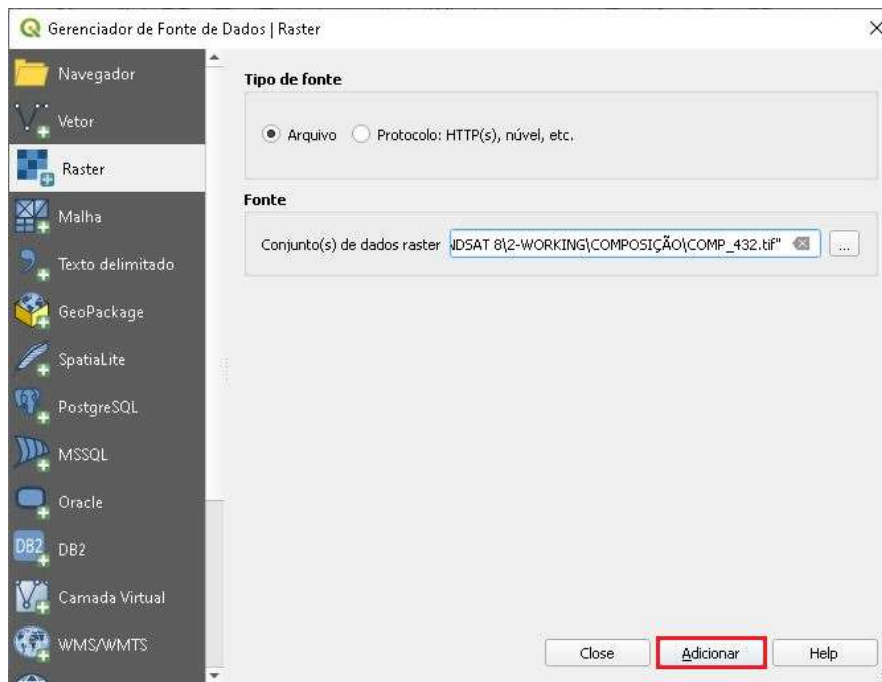 Gerenciador de Fonte de Dados | Raster
Navegador
Vetor
Raster
Malha
Texto delimitado
GeoPackage
SpatiaLite
PostgreSQL
MSSQL
Oracle
DB2
DB2
Camada Virtual
WMS/WMTS
Tipo de fonte
Arquivo
Protocolo: HTTP(s), núvel, etc.
Fonte
Conjunto(s) de dados raster
NDSAT 8\2-WORKING\COMPOSIÇÃO\COMP_432.tif"
...
Close
Adicionar
Help